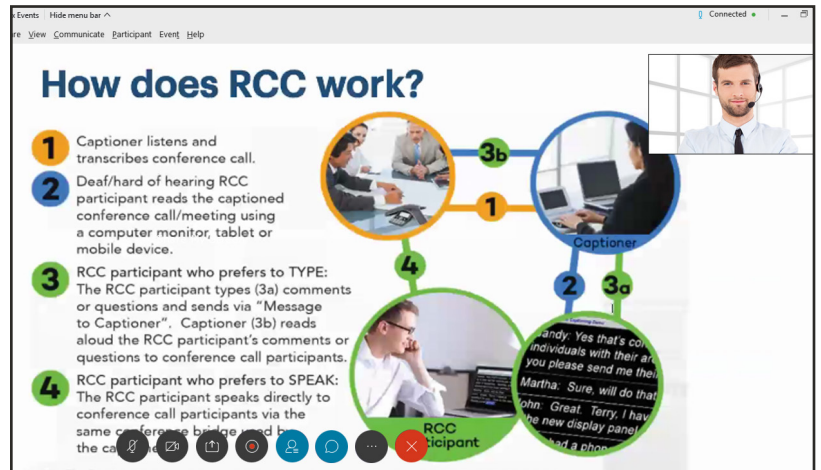 Events Hide menu bar
Connected
re View Communicate Participant Event Help
How does RCC work?
1 Captioner listens and
transcribes conference call.
2 Deaf/hard of hearing RCC
participant reads the captioned
conference call/meeting using
a computer monitor, tablet or
mobile device.
3 RCC participant who prefers to TYPE:
The RCC participant types (3a) comments
or questions and sends via “Message
to Captioner”. Captioner (3b) reads
aloud the RCC participant's comments or
questions to conference call participants.
4 RCC participant who prefers to SPEAK:
The RCC participant speaks directly to
conference call participants via the
same conference bridge used by
the
3b
1
Captioner
4
2
3a
RCC
ticipant
andy: Yes that's
individuals with their
you please send me
Martha: Sure, will do that
ohn: Great. Terry, I hav
he new display panel
had a phon